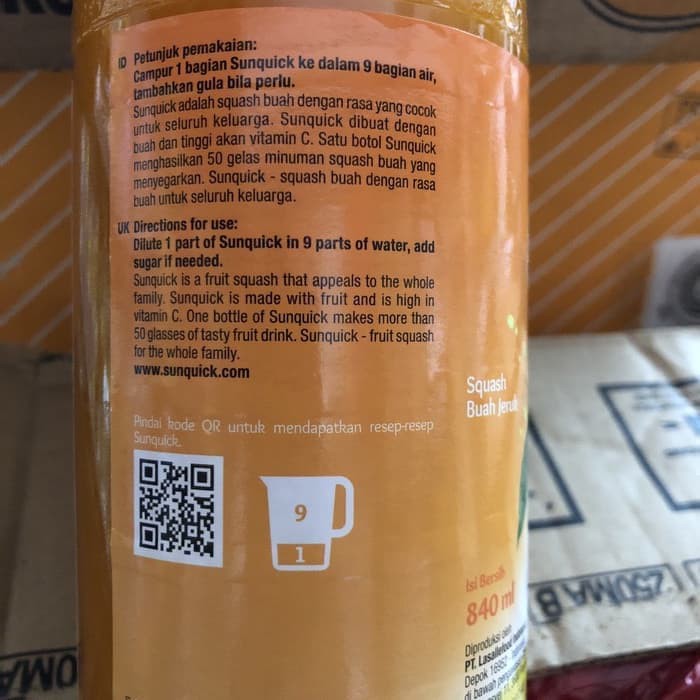 ID Petunjuk pemakaian:
Campur 1 bagian Sunquick ke dalam 9 bagian air,
tambahkan gula bila perlu.
Sunquick adalah squash buah dengan rasa yang cocok
untuk seluruh keluarga. Sunquick dibuat dengan
buah dan tinggi akan vitamin C. Satu botol Sunquick
menghasilkan 50 gelas minuman squash buah yang
menyegarkan. Sunquick - squash buah dengan rasa
buah untuk seluruh keluarga.
UK Directions for use:
Dilute 1 part of Sunquick in 9 parts of water, add
sugar if needed.
Sunquick is a fruit squash that appeals to the whole
family. Sunquick is made with fruit and is high in
vitamin C. One bottle of Sunquick makes more than
50 glasses of tasty fruit drink. Sunquick - fruit squash
for the whole family.
www.sunquick.com
Pindai kode QR untuk mendapatkan resep-resep
Sunquick.
9
1
Squash
Buah Jeruk
Isi Bersih
840 ml
Diproduksi oleh
PT. Lasallefood
Depok
di bawah
250MA B